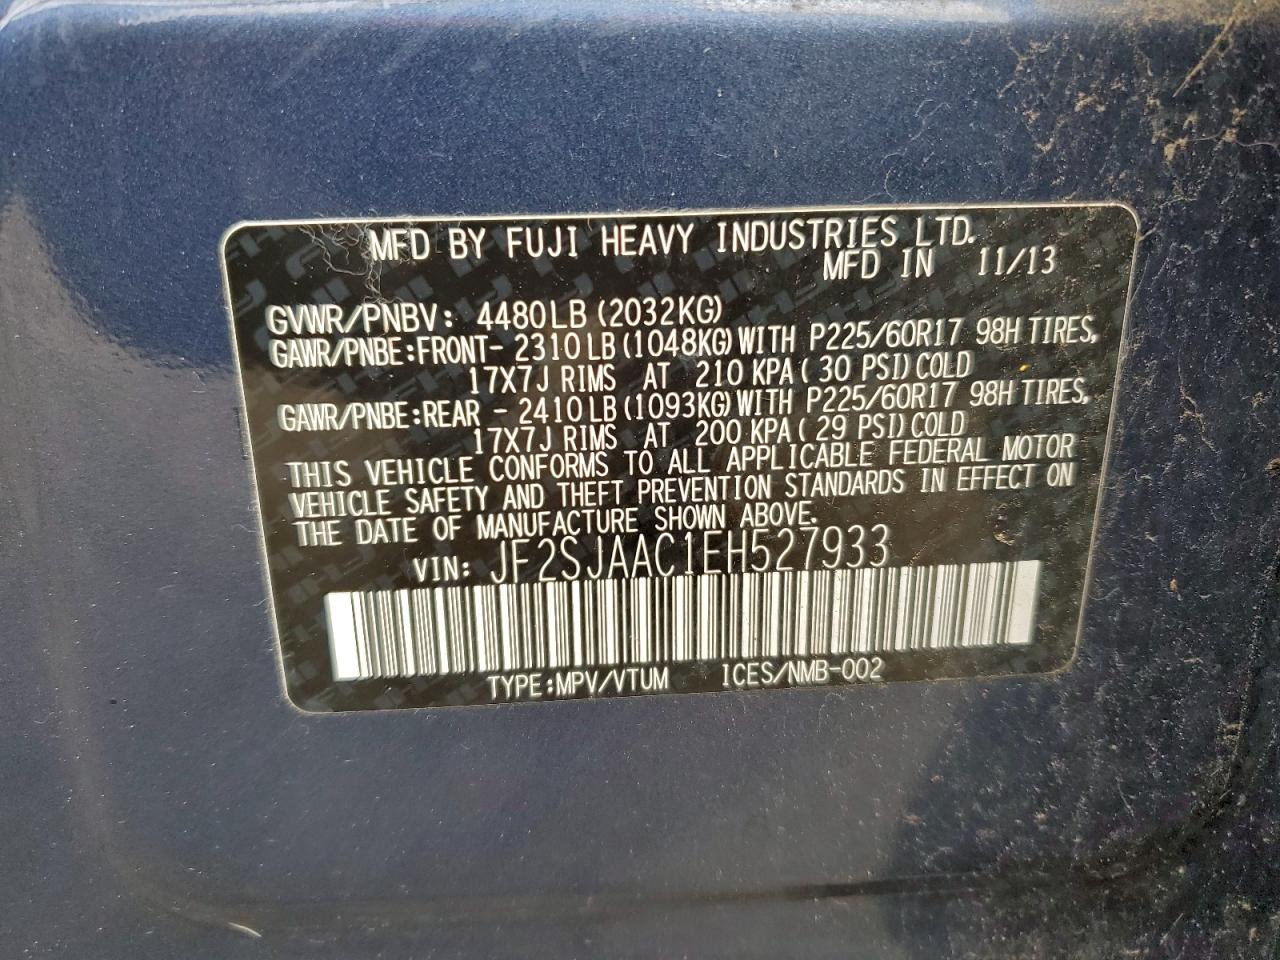 MFD BY FUJI HEAVY INDUSTRIES LTD.
MFD IN 11/13
GVWR/PNBV: 4480LB (2032KG)
GAWR/PNBE:FRONT- 2310 LB (1048KG) WITH P225/60R17 98H TIRES,
17X7J RIMS AT 210 KPA ( 30 PSI) COLD
GAWR/PNBE:REAR - 2410 LB (1093KG) WITH P225/60R17 98H TIRES,
17X7J RIMS AT 200 KPA ( 29 PSI) COLD
THIS VEHICLE CONFORMS TO ALL APPLICABLE FEDERAL MOTOR
VEHICLE SAFETY AND THEFT PREVENTION STANDARDS IN EFFECT ON
THE DATE OF MANUFACTURE SHOWN ABOVE.
VIN: JF2SJAAC1EH527933
TYPE:MPV/VTUM ICES/NMB-002